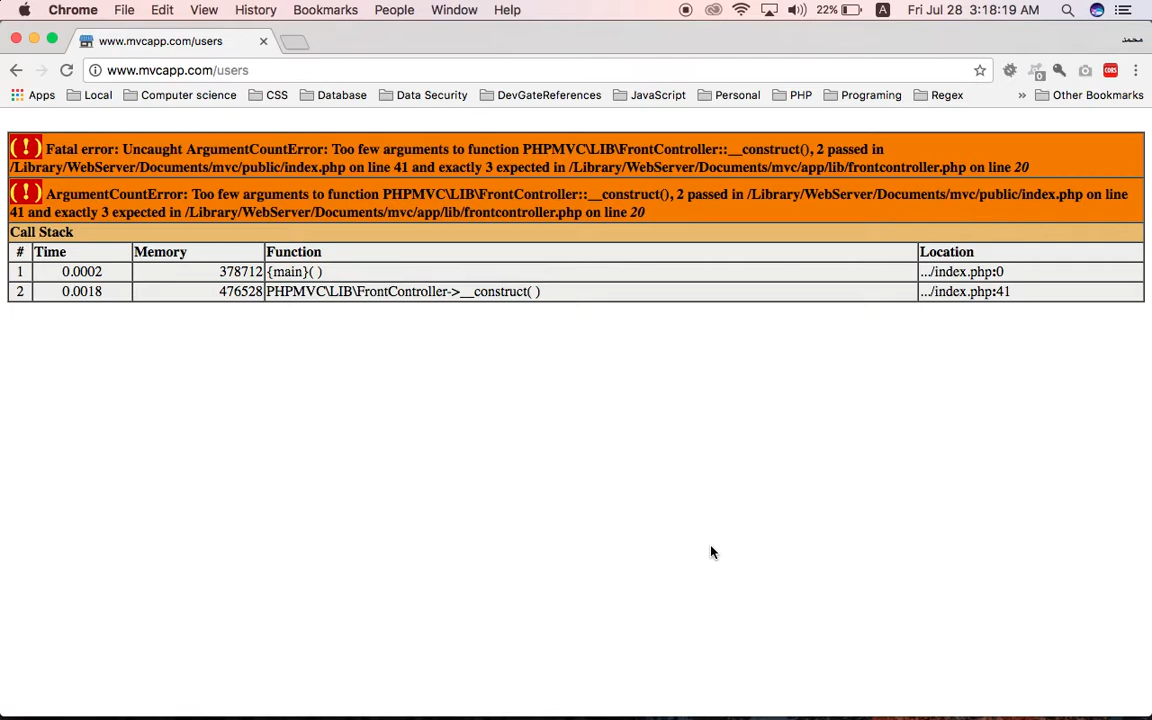 Chrome File Edit View History Bookmarks People Window Help 22% A Fri Jul 28 3:18:19 AM
www.mvcapp.com/users محمد
www.mvcapp.com/users 0 CORS
Apps Local Computer science CSS Database Data Security DevGateReferences JavaScript Personal PHP Programing Regex » Other Bookmarks
( ! ) Fatal error: Uncaught ArgumentCountError: Too few arguments to function PHPMVC\LIB\FrontController::__construct(), 2 passed in
/Library/WebServer/Documents/mvc/public/index.php on line 41 and exactly 3 expected in /Library/WebServer/Documents/mvc/app/lib/frontcontroller.php on line 20
( ! ) ArgumentCountError: Too few arguments to function PHPMVC\LIB\FrontController::__construct(), 2 passed in /Library/WebServer/Documents/mvc/public/index.php on line
41 and exactly 3 expected in /Library/WebServer/Documents/mvc/app/lib/frontcontroller.php on line 20
Call Stack
# Time Memory Function Location
1 0.0002 378712 {main}( ) .../index.php:0
2 0.0018 476528 PHPMVC\LIB\FrontController->__construct( ) .../index.php:41